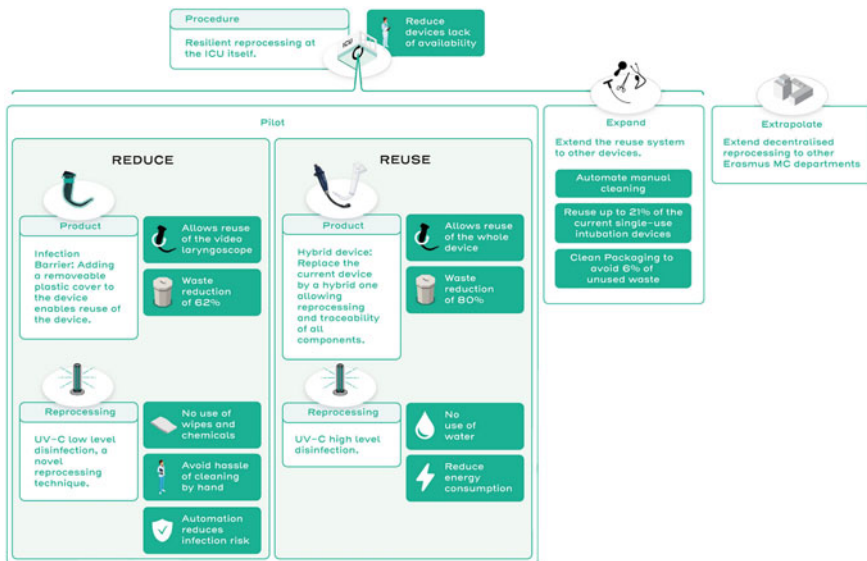 Procedure
Resilient reprocessing at
the ICU itself.
ICU
Reduce
devices lack
of availability
Pilot
REDUCE
Product
Infection
Barrier: Adding
a removeable
plastic cover to
the device
enables reuse of
the device.
Allows reuse
of the video
laryngoscope
Waste
reduction
of 62%
Reprocessing
UV-C low level
disinfection, a
novel
reprocessing
technique.
No use of
wipes and
chemicals
Avoid hassle
of cleaning
by hand
Automation
reduces
infection risk
REUSE
Product
Hybrid device:
Replace the
current device
by a hybrid one
allowing
reprocessing
and traceability
of all
components.
Allows reuse
of the whole
device
Waste
reduction
of 80%
Reprocessing
UV-C high level
disinfection.
No
use of
water
Reduce
energy
consumption
Expand
Extend the reuse system
to other devices.
Automate manual
cleaning
Reuse up to 21% of the
current single-use
intubation devices
Clean Packaging to
avoid 6% of
unused waste
Extrapolate
Extend decentralised
reprocessing to other
Erasmus MC departments